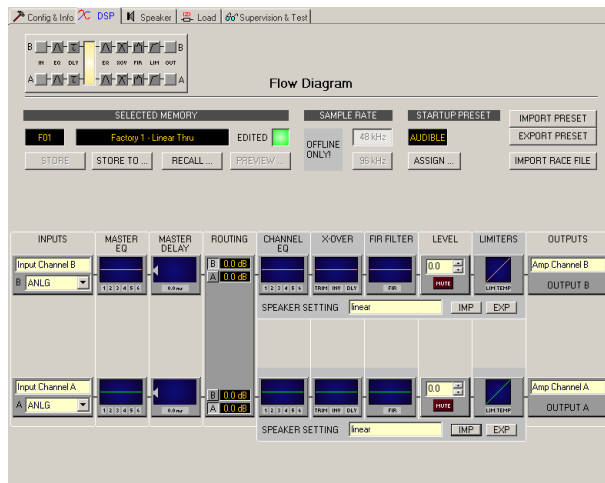 Config & Info DSP Speaker Load Supervision & Test
B B
IN EQ DLY EQ XOV FIR LIM OUT
A A
Flow Diagram
SELECTED MEMORY SAMPLE RATE STARTUP PRESET IMPORT PRESET
F01 Factory 1 - Linear Thru EDITED OFFLINE ONLY! 48 kHz AUDIBLE EXPORT PRESET
STORE STORE TO ... RECALL ... PREVIEW ... 96 kHz ASSIGN ... IMPORT RACE FILE
INPUTS MASTER EQ MASTER DELAY ROUTING CHANNEL EQ X-OVER FIR FILTER LEVEL LIMITERS OUTPUTS
Input Channel B B 0.0 dB 0.0 Amp Channel B
A 0.0 dB
B ANLG 1 2 3 4 5 6 0.0 ms 1 2 3 4 5 6 TRIM INV DLY FIR MUTE LIM TEMP OUTPUT B
SPEAKER SETTING linear IMP EXP
Input Channel A B 0.0 dB 0.0 Amp Channel A
A ANLG 1 2 3 4 5 6 0.0 ms A 0.0 dB 1 2 3 4 5 6 TRIM INV DLY FIR MUTE LIM TEMP OUTPUT A
SPEAKER SETTING linear IMP EXP